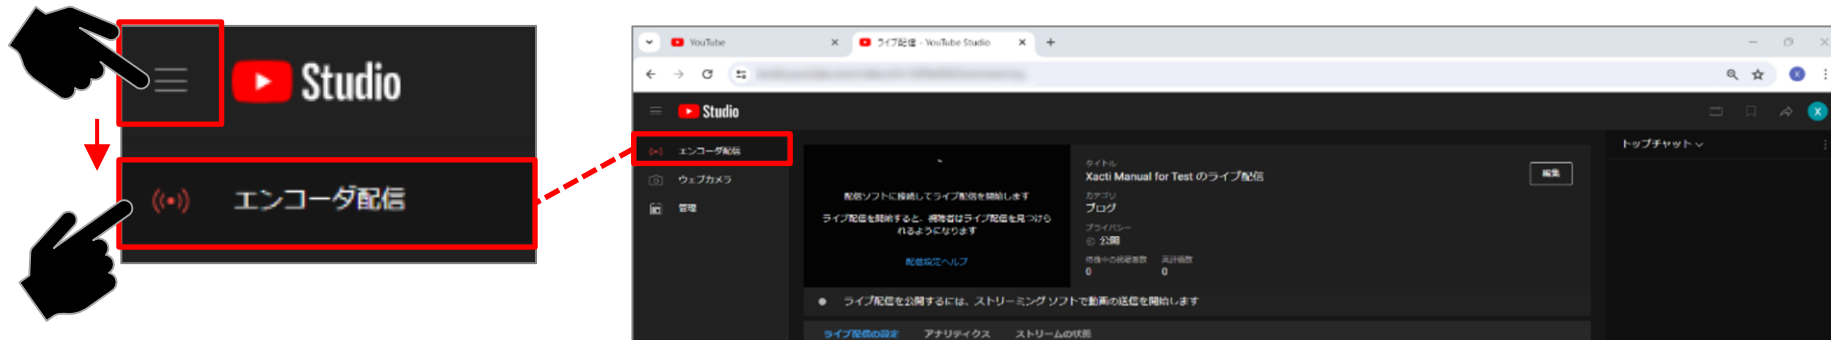 Studio
エンコーダ配信
YouTube
ライブ配信 - YouTube Studio
Studio
エンコーダ配信
ウェブカメラ
管理
配信ソフトに接続してライブ配信を開始します
ライブ配信を開始すると、視聴者はライブ配信を見つけら
れるようになります
配信設定ヘルプ
タイトル
Xacti Manual for Test のライブ配信
カテゴリ
ブログ
プライバシー
公開
待機中の視聴者数 高評価数
0 0
編集
トップチャット
X
X
ライブ配信を公開するには、ストリーミング ソフトで動画の送信を開始します
ライブ配信の設定 アナリティクス ストリームの状態